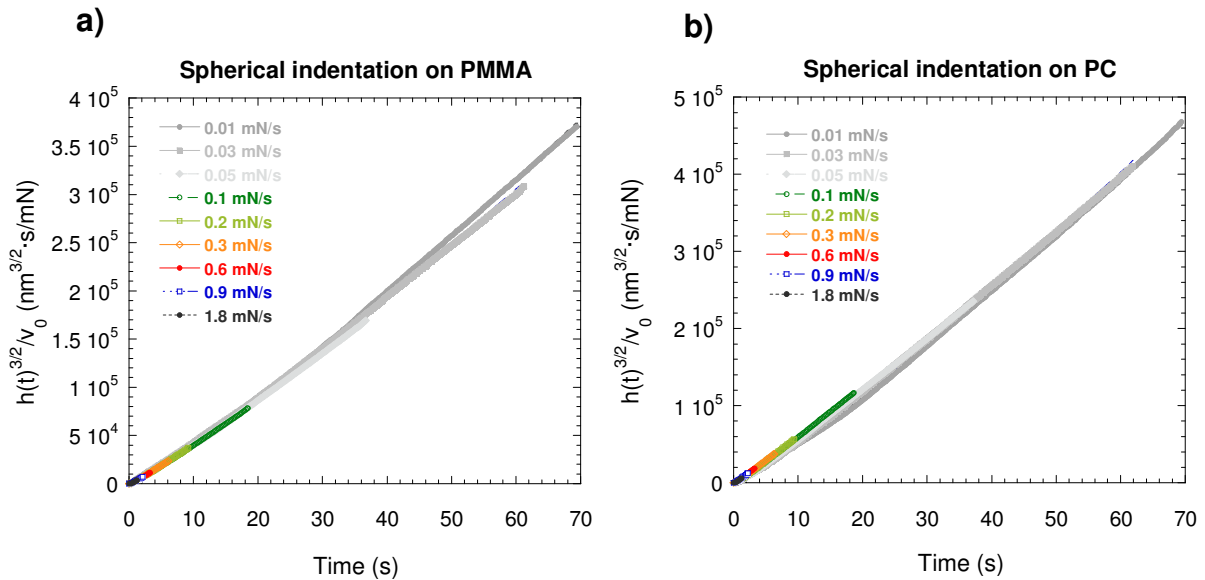 a)
Spherical indentation on PMMA
h(t)^{3/2}/v_0 (nm^{3/2}·s/mN)
4 10^5
3.5 10^5
3 10^5
2.5 10^5
2 10^5
1.5 10^5
1 10^5
5 10^4
0
0.01 mN/s
0.03 mN/s
0.05 mN/s
0.1 mN/s
0.2 mN/s
0.3 mN/s
0.6 mN/s
0.9 mN/s
1.8 mN/s
0 10 20 30 40 50 60 70
Time (s)
b)
Spherical indentation on PC
h(t)^{3/2}/v_0 (nm^{3/2}·s/mN)
5 10^5
4 10^5
3 10^5
2 10^5
1 10^5
0
0.01 mN/s
0.03 mN/s
0.05 mN/s
0.1 mN/s
0.2 mN/s
0.3 mN/s
0.6 mN/s
0.9 mN/s
1.8 mN/s
0 10 20 30 40 50 60 70
Time (s)